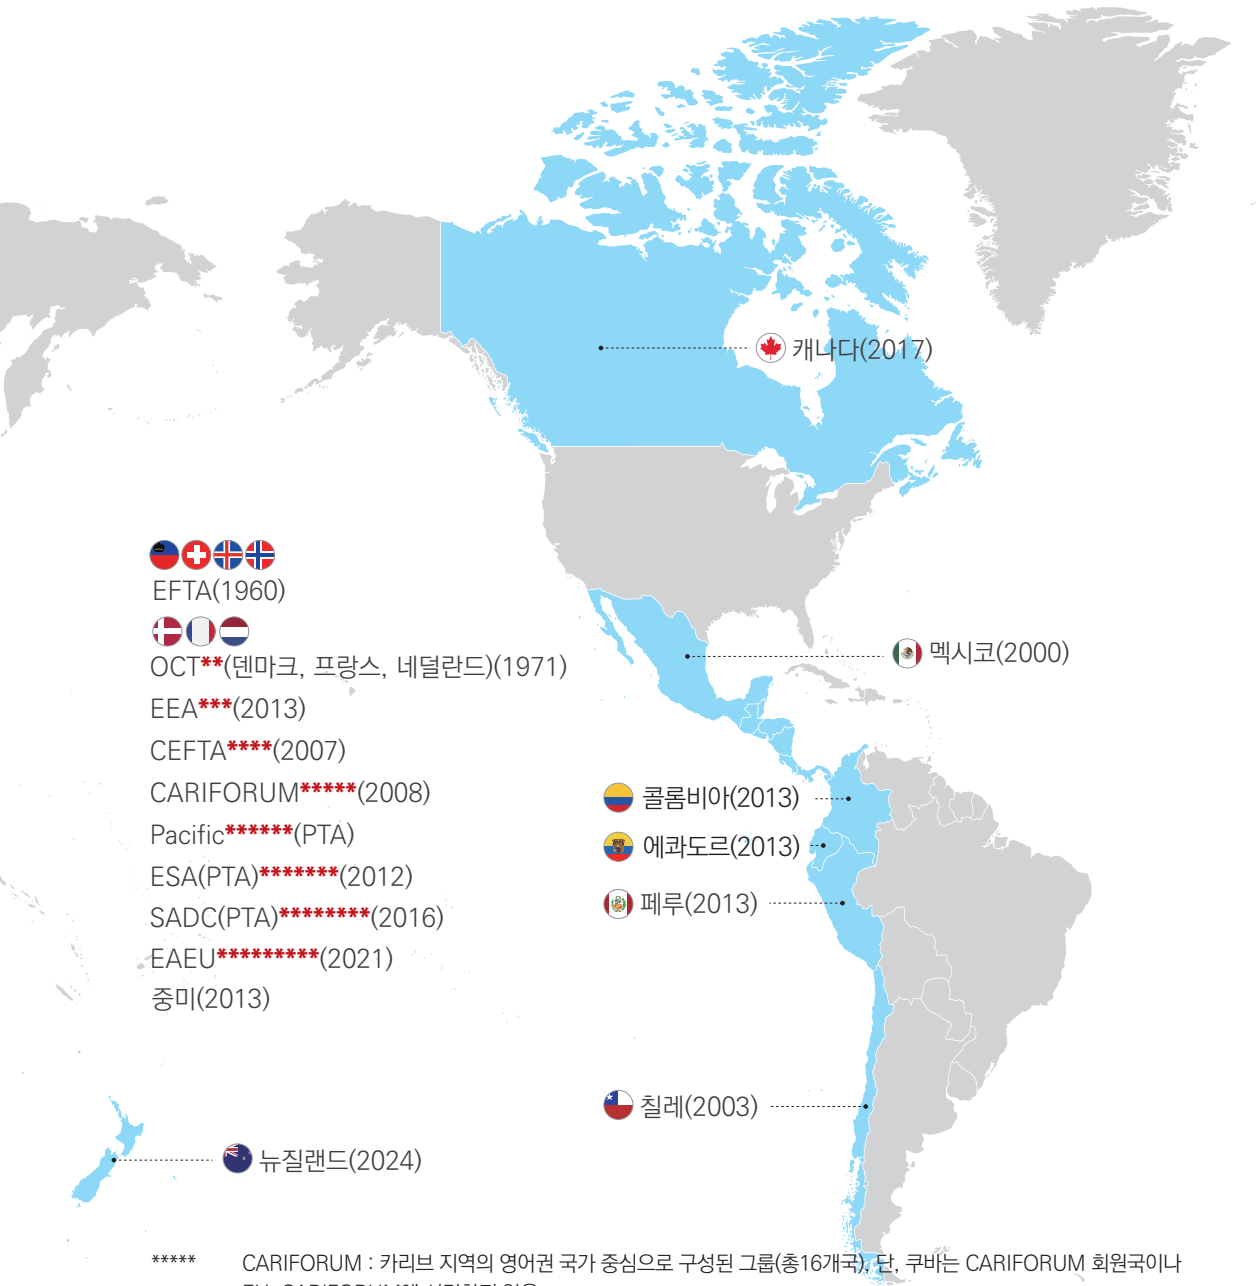 캐나다(2017)
EFTA(1960)
멕시코(2000)
OCT**(덴마크, 프랑스, 네덜란드)(1971)
EEA***(2013)
CEFTA****(2007)
CARIFORUM*****(2008)
콜롬비아(2013)
Pacific******(PTA)
에콰도르(2013)
ESA(PTA)*******(2012)
페루(2013)
SADC(PTA)********(2016)
EAEU*********(2021)
중미(2013)
칠레(2003)
뉴질랜드(2024)
***** CARIFORUM : 카리브 지역의 영어권 국가 중심으로 구성된 그룹(총16개국), 단, 쿠바는 CARIFORUM 회원국이나